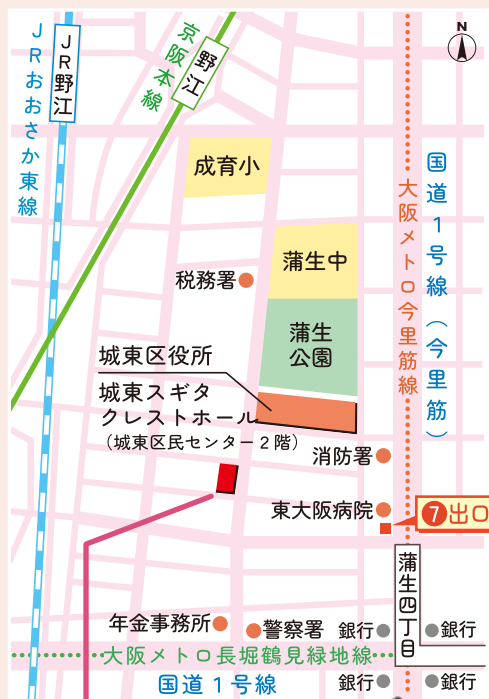 N
JRおおさか東線
JR野江
京阪本線
野江
成育小
国道1号線(今里筋)
大阪メトロ今里筋線
蒲生中
税務署
蒲生
公園
城東区役所
城東スギタ
クレストホール
(城東区民センター2階)
消防署
東大阪病院
7出口
蒲生四丁目
年金事務所
警察署
銀行
銀行
大阪メトロ長堀鶴見緑地線
国道1号線
銀行
銀行